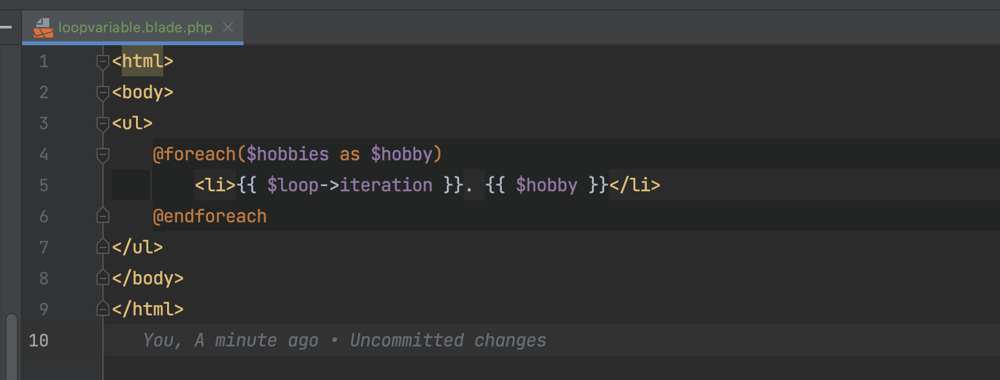 loopvariable.blade.php
1 <html>
2 <body>
3 <ul>
4     @foreach($hobbies as $hobby)
5         <li>{{ $loop->iteration }}. {{ $hobby }}</li>
6     @endforeach
7 </ul>
8 </body>
9 </html>
10 You, A minute ago • Uncommitted changes